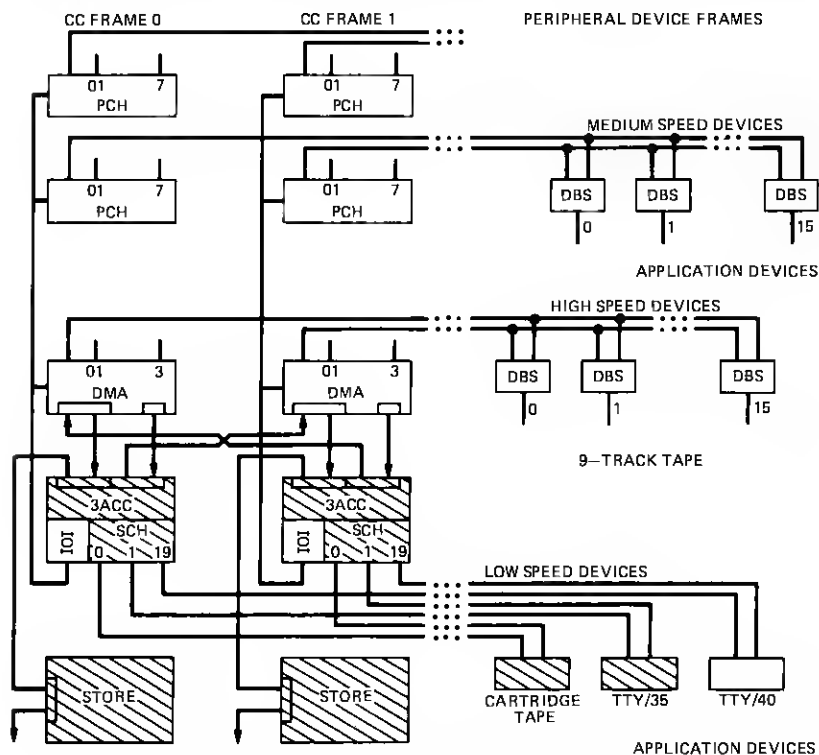 CC FRAME 0 CC FRAME 1 PERIPHERAL DEVICE FRAMES
01 7 01 7
PCH PCH
MEDIUM SPEED DEVICES
01 7 01 7
PCH PCH
DBS DBS DBS
0 1 15
APPLICATION DEVICES
HIGH SPEED DEVICES
01 3 01 3
DMA DMA
DBS DBS DBS
0 1 15
9-TRACK TAPE
3ACC 3ACC
IOI SCH IOI SCH
0 1 19 0 1 19
LOW SPEED DEVICES
STORE STORE
CARTRIDGE TAPE TTY/35 TTY/40
APPLICATION DEVICES